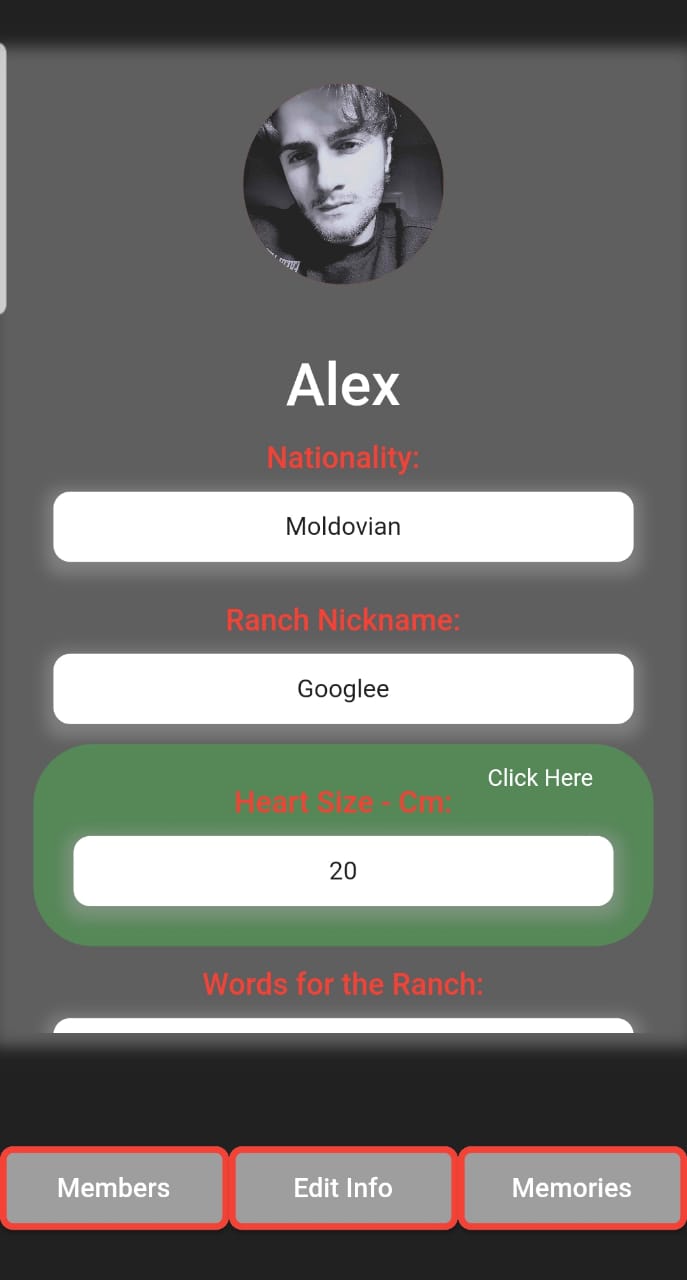 Alex
Nationality:
Moldovian
Ranch Nickname:
Googlee
Click Here
Heart Size - Cm:
20
Words for the Ranch:
Members
Edit Info
Memories